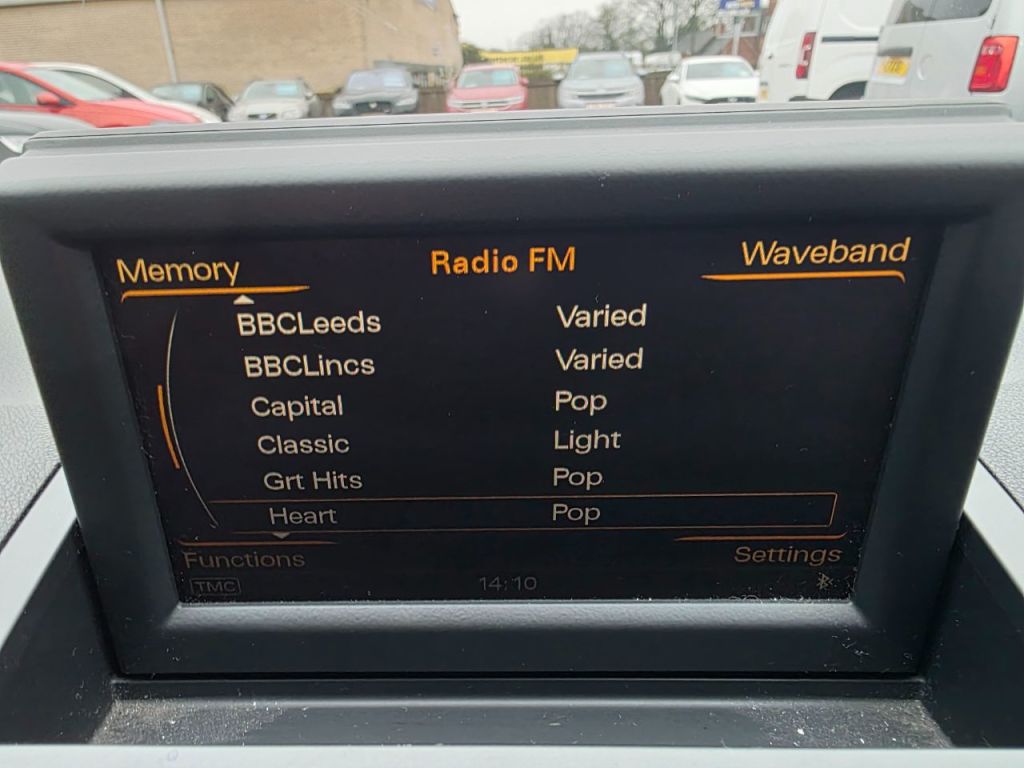 Memory
Radio FM
Waveband
BBCLeeds Varied
BBCLincs Varied
Capital Pop
Classic Light
Grt Hits Pop
Heart Pop
Functions
Settings
TMC
14:10